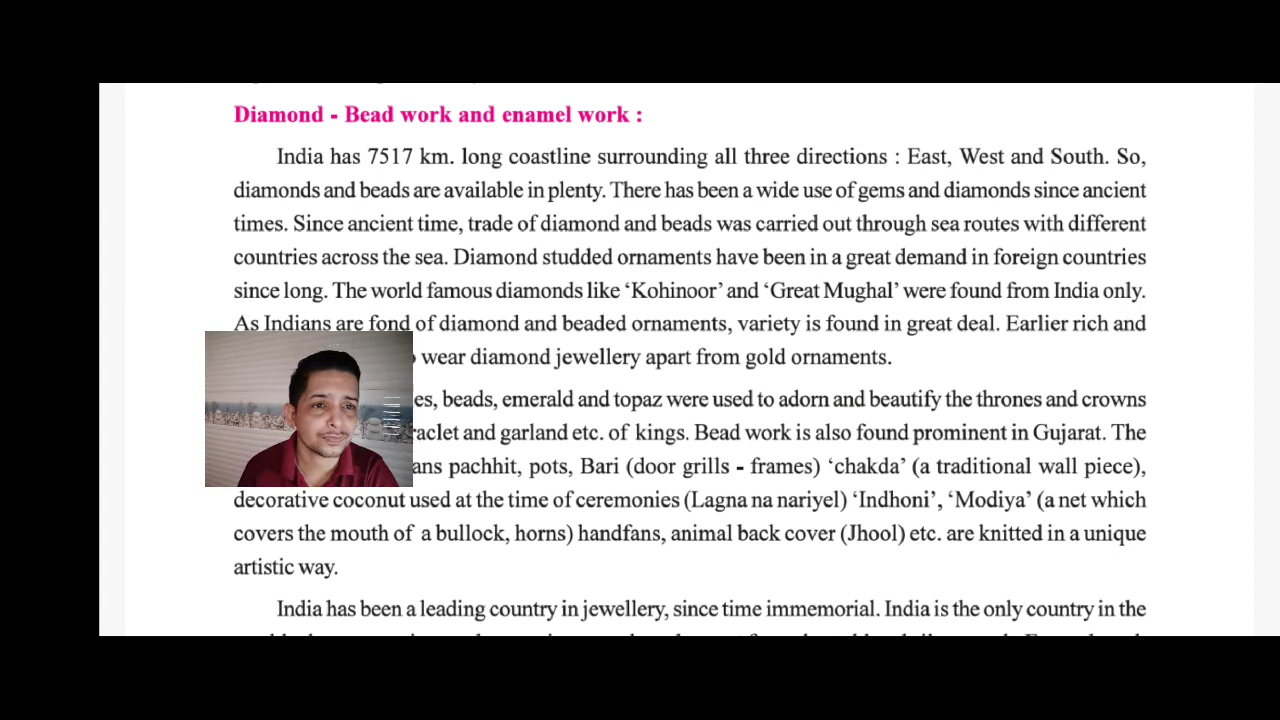 Diamond - Bead work and enamel work :
India has 7517 km. long coastline surrounding all three directions : East, West and South. So,
diamonds and beads are available in plenty. There has been a wide use of gems and diamonds since ancient
times. Since ancient time, trade of diamond and beads was carried out through sea routes with different
countries across the sea. Diamond studded ornaments have been in a great demand in foreign countries
since long. The world famous diamonds like ‘Kohinoor’ and ‘Great Mughal’ were found from India only.
As Indians are fond of diamond and beaded ornaments, variety is found in great deal. Earlier rich and
wear diamond jewellery apart from gold ornaments.
beads, emerald and topaz were used to adorn and beautify the thrones and crowns
and garland etc. of kings. Bead work is also found prominent in Gujarat. The
pachhit, pots, Bari (door grills - frames) ‘chakda’ (a traditional wall piece),
decorative coconut used at the time of ceremonies (Lagna na nariyel) ‘Indhoni’, ‘Modiya’ (a net which
covers the mouth of a bullock, horns) handfans, animal back cover (Jhool) etc. are knitted in a unique
artistic way.
India has been a leading country in jewellery, since time immemorial. India is the only country in the